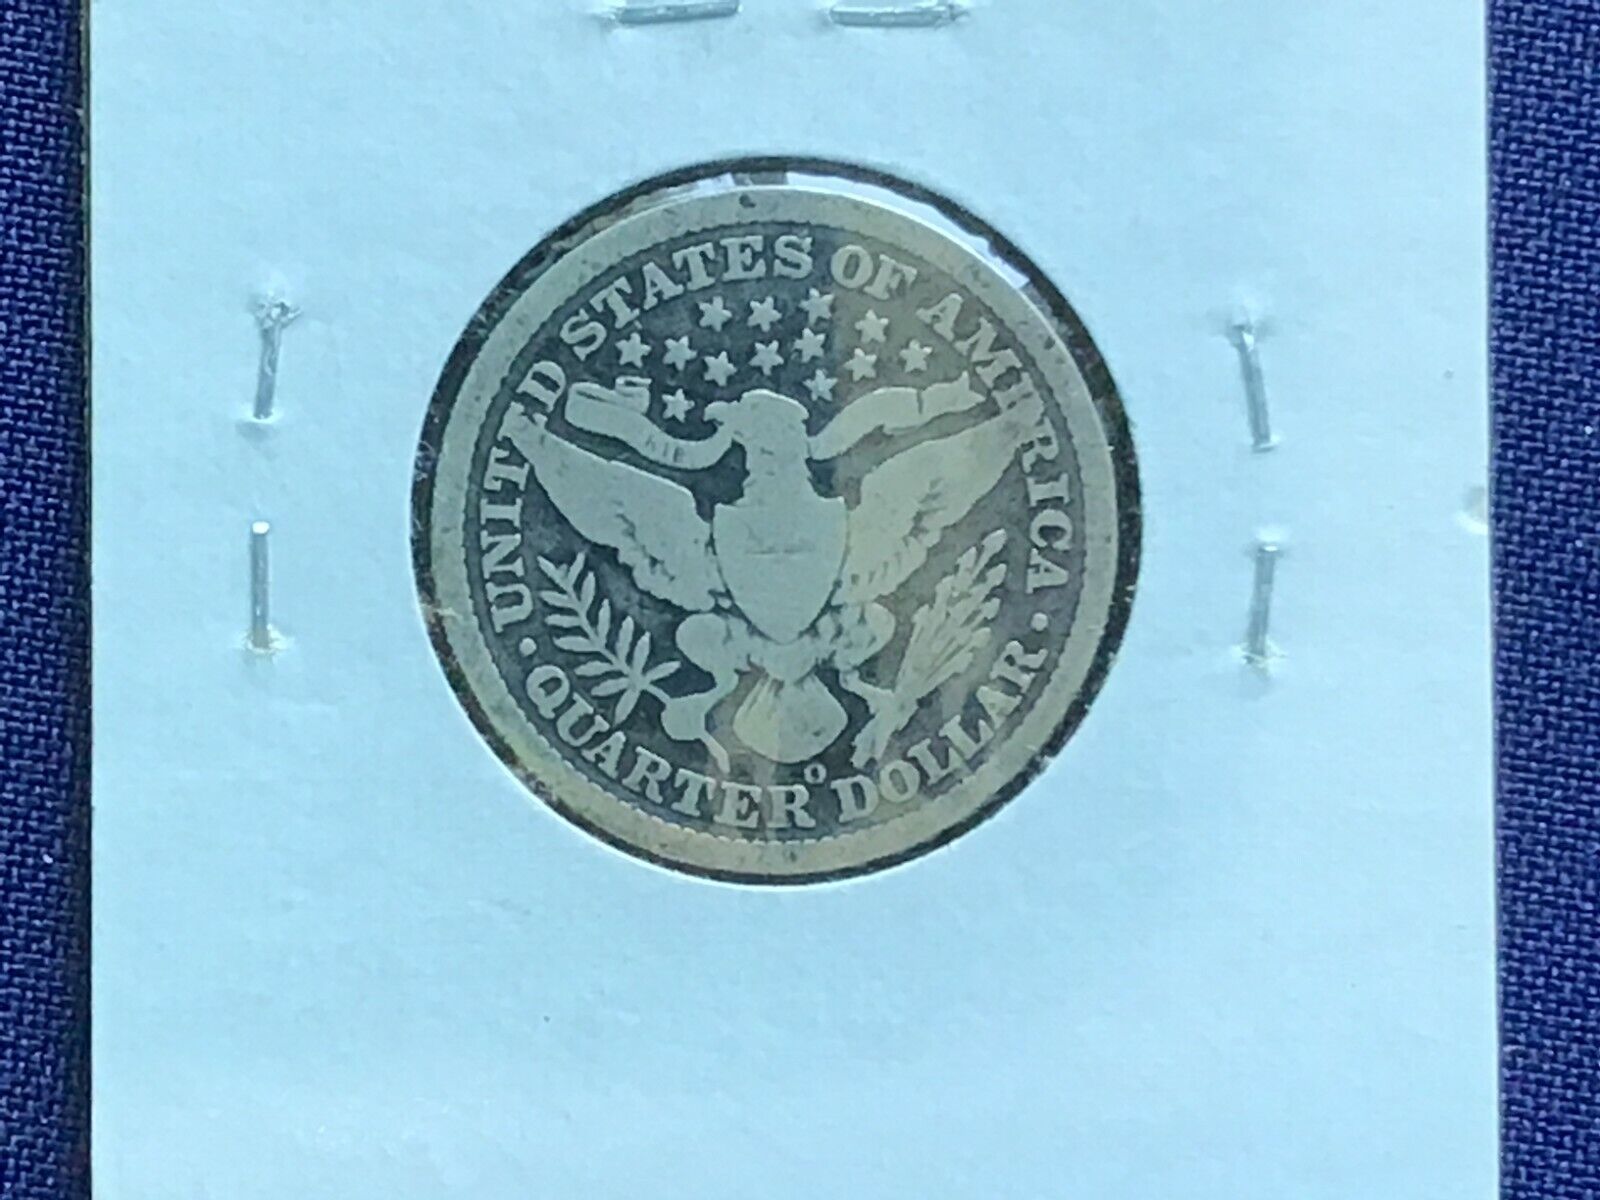 UNITED STATES OF AMERICA
· QUARTER DOLLAR ·
O